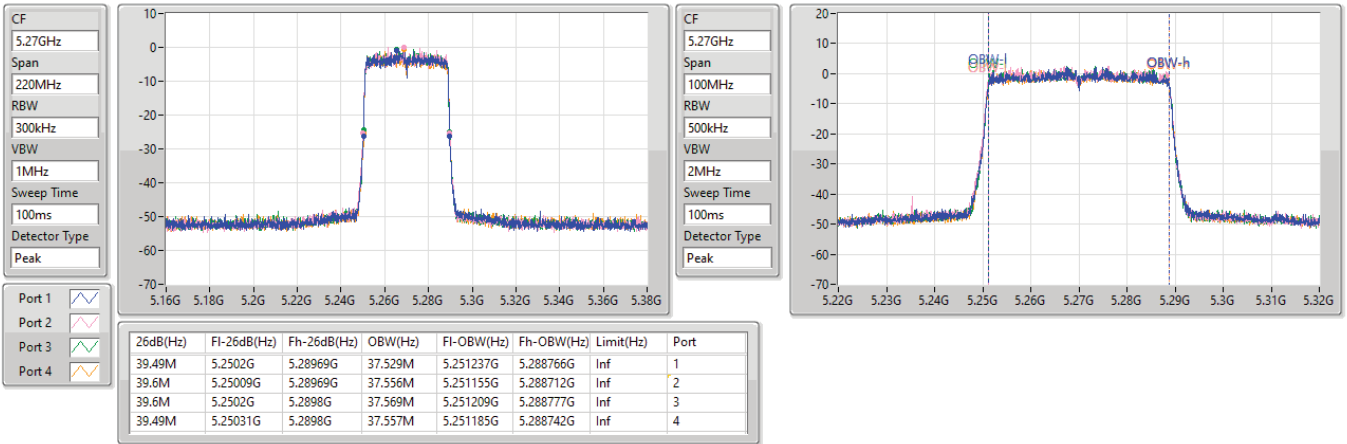 CF
5.27GHz
Span
220MHz
RBW
300kHz
VBW
1MHz
Sweep Time
100ms
Detector Type
Peak
Port 1
Port 2
Port 3
Port 4
10
0
-10
-20
-30
-40
-50
-60
-70
5.16G 5.18G 5.2G 5.22G 5.24G 5.26G 5.28G 5.3G 5.32G 5.34G 5.36G 5.38G
CF
5.27GHz
Span
100MHz
RBW
500kHz
VBW
2MHz
Sweep Time
100ms
Detector Type
Peak
20
10
0
-10
-20
-30
-40
-50
-60
-70
OBW-l OBW-h
5.22G 5.23G 5.24G 5.25G 5.26G 5.27G 5.28G 5.29G 5.3G 5.31G 5.32G
26dB(Hz) Fl-26dB(Hz) Fh-26dB(Hz) OBW(Hz) Fl-OBW(Hz) Fh-OBW(Hz) Limit(Hz) Port
39.49M 5.2502G 5.28969G 37.529M 5.251237G 5.288766G Inf 1
39.6M 5.25009G 5.28969G 37.556M 5.251155G 5.288712G Inf 2
39.6M 5.2502G 5.2898G 37.569M 5.251209G 5.288777G Inf 3
39.49M 5.25031G 5.2898G 37.557M 5.251185G 5.288742G Inf 4